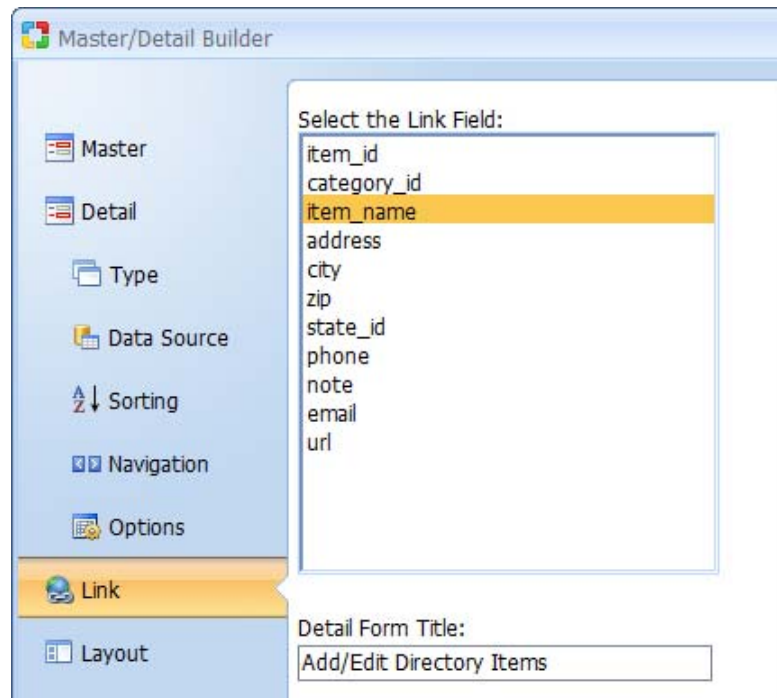 Master/Detail Builder
Master
Detail
Type
Data Source
Sorting
Navigation
Options
Link
Layout
Select the Link Field:
item_id
category_id
item_name
address
city
zip
state_id
phone
note
email
url
Detail Form Title:
Add/Edit Directory Items